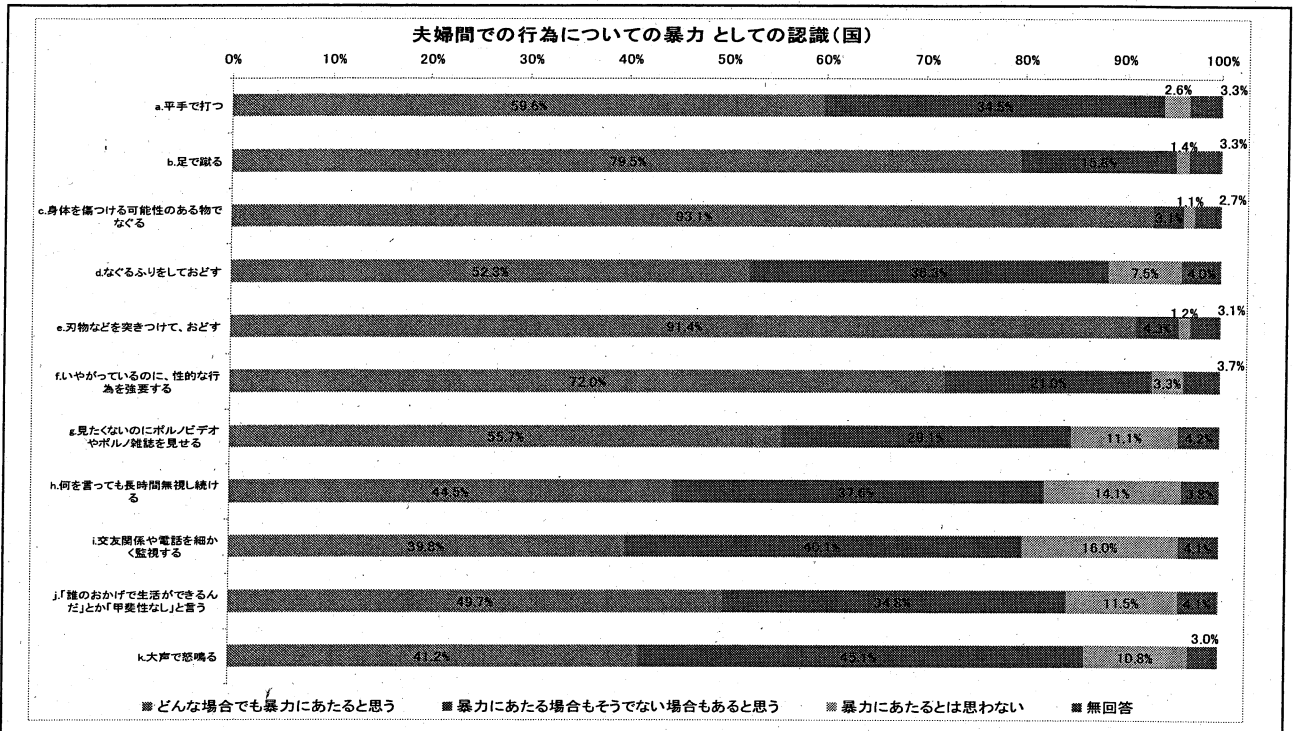 夫婦間での行為についての暴力 としての認識(国)
0% 10% 20% 30% 40% 50% 60% 70% 80% 90% 100%
a.平手で打つ 59.6% 34.5% 2.6% 3.3%
b.足で蹴る 79.5% 15.8% 1.4% 3.3%
c.身体を傷つける可能性のある物で
なぐる 93.1% 3.1% 1.1% 2.7%
d.なぐるふりをしておどす 52.3% 36.3% 7.5% 4.0%
e.刃物などを突きつけて、おどす 91.4% 4.3% 1.2% 3.1%
f.いやがっているのに、性的な行
為を強要する 72.0% 21.0% 3.3% 3.7%
g.見たくないのにポルノビデオ
やポルノ雑誌を見せる 55.7% 29.1% 11.1% 4.2%
h.何を言っても長時間無視し続け
る 44.5% 37.6% 14.1% 3.8%
i.交友関係や電話を細か
く監視する 39.8% 40.1% 16.0% 4.1%
j.「誰のおかげで生活ができるん
だ」とか「甲斐性なし」と言う 49.7% 34.8% 11.5% 4.1%
k.大声で怒鳴る 41.2% 45.1% 10.8% 3.0%
どんな場合でも暴力にあたると思う 暴力にあたる場合もそうでない場合もあると思う 暴力にあたるとは思わない 無回答